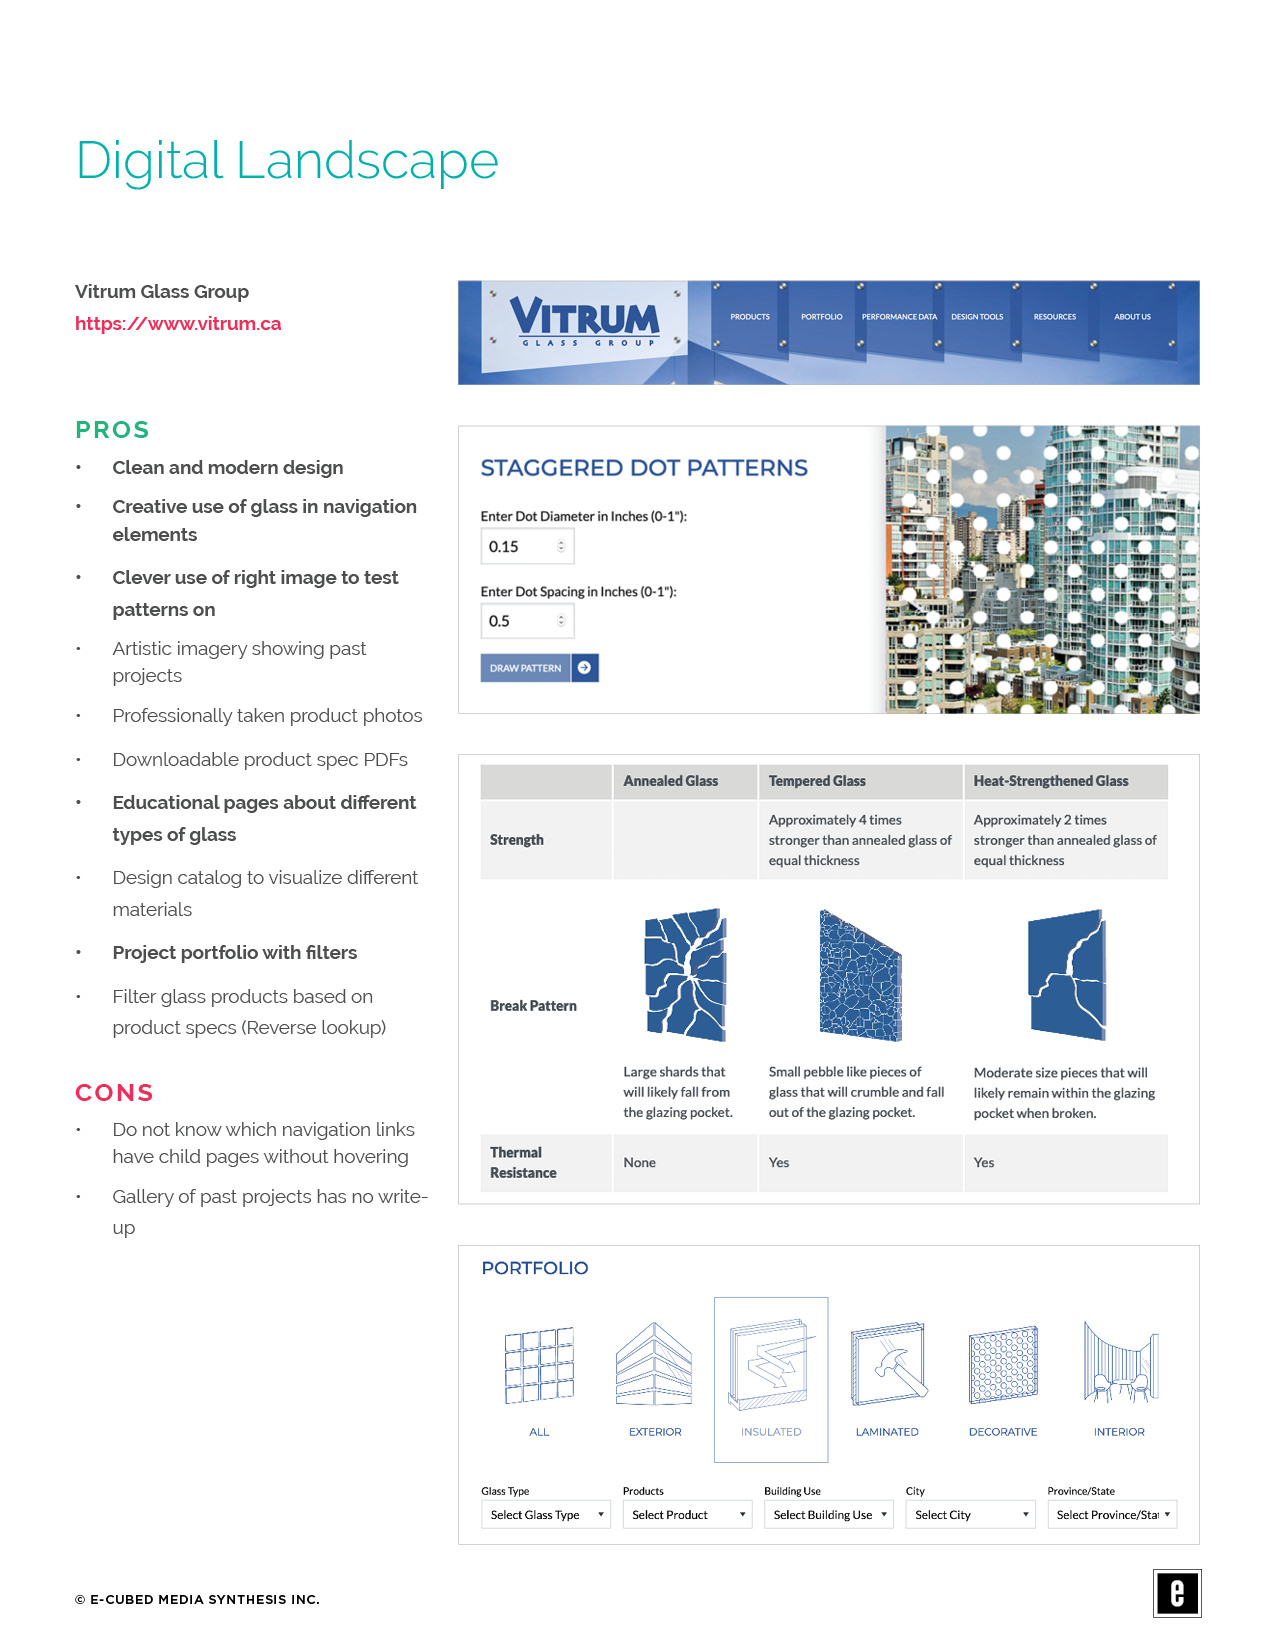 Digital Landscape
Vitrum Glass Group
https://www.vitrum.ca
PROS
• Clean and modern design
• Creative use of glass in navigation
elements
• Clever use of right image to test
patterns on
• Artistic imagery showing past
projects
• Professionally taken product photos
• Downloadable product spec PDFs
• Educational pages about different
types of glass
• Design catalog to visualize different
materials
• Project portfolio with filters
• Filter glass products based on
product specs (Reverse lookup)
CONS
• Do not know which navigation links
have child pages without hovering
• Gallery of past projects has no write-
up
VITRUM
GLASS GROUP
PRODUCTS PORTFOLIO PERFORMANCE DATA DESIGN TOOLS RESOURCES ABOUT US
STAGGERED DOT PATTERNS
Enter Dot Diameter in Inches (0-1"):
0.15
Enter Dot Spacing in Inches (0-1"):
0.5
DRAW PATTERN
Annealed Glass Tempered Glass Heat-Strengthened Glass
Strength
Approximately 4 times
stronger than annealed glass of
equal thickness
Approximately 2 times
stronger than annealed glass of
equal thickness
Break Pattern
Large shards that
will likely fall from
the glazing pocket.
Small pebble like pieces of
glass that will crumble and fall
out of the glazing pocket.
Moderate size pieces that will
likely remain within the glazing
pocket when broken.
Thermal
Resistance
None Yes Yes
PORTFOLIO
ALL EXTERIOR INSULATED LAMINATED DECORATIVE INTERIOR
Glass Type Products Building Use City Province/State
Select Glass Type Select Product Select Building Use Select City Select Province/Stat
© E-CUBED MEDIA SYNTHESIS INC.
e